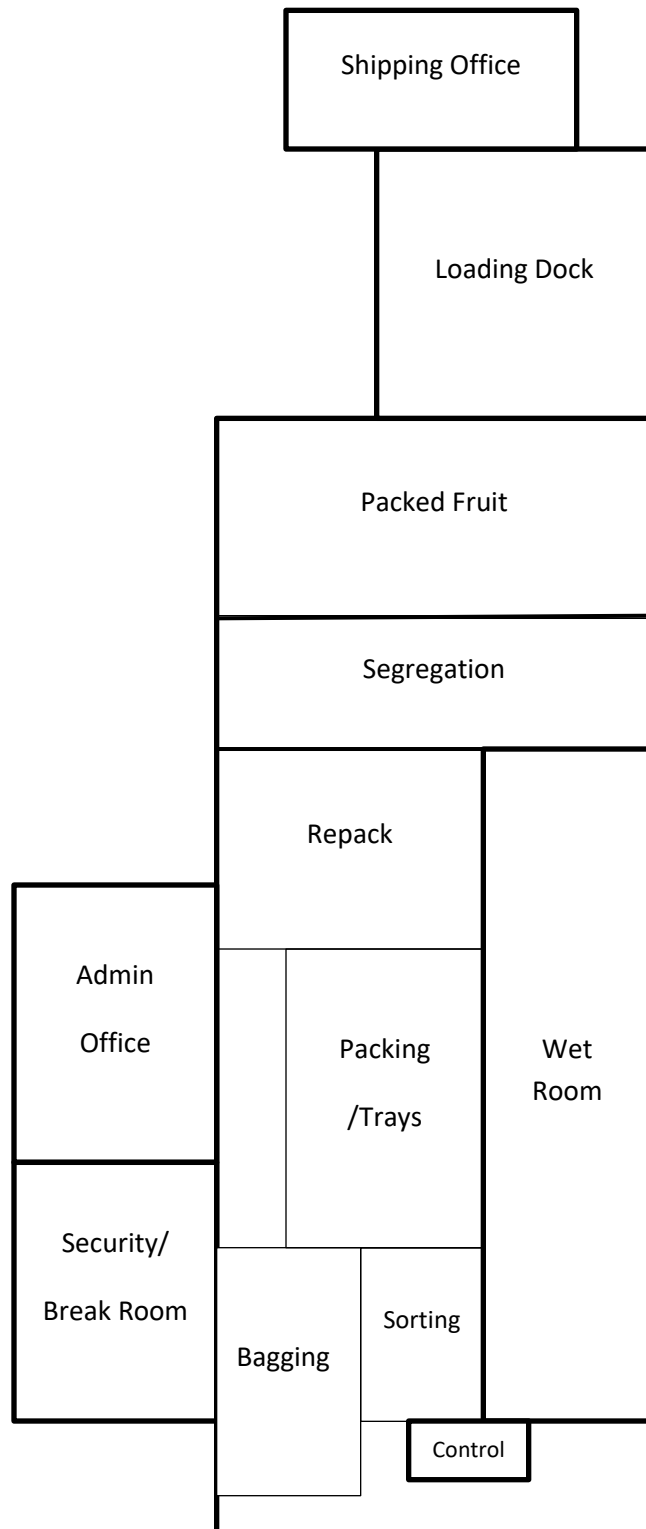 Shipping Office
Loading Dock
Packed Fruit
Segregation
Repack
Admin
Office
Packing
/Trays
Wet
Room
Security/
Break Room
Sorting
Bagging
Control